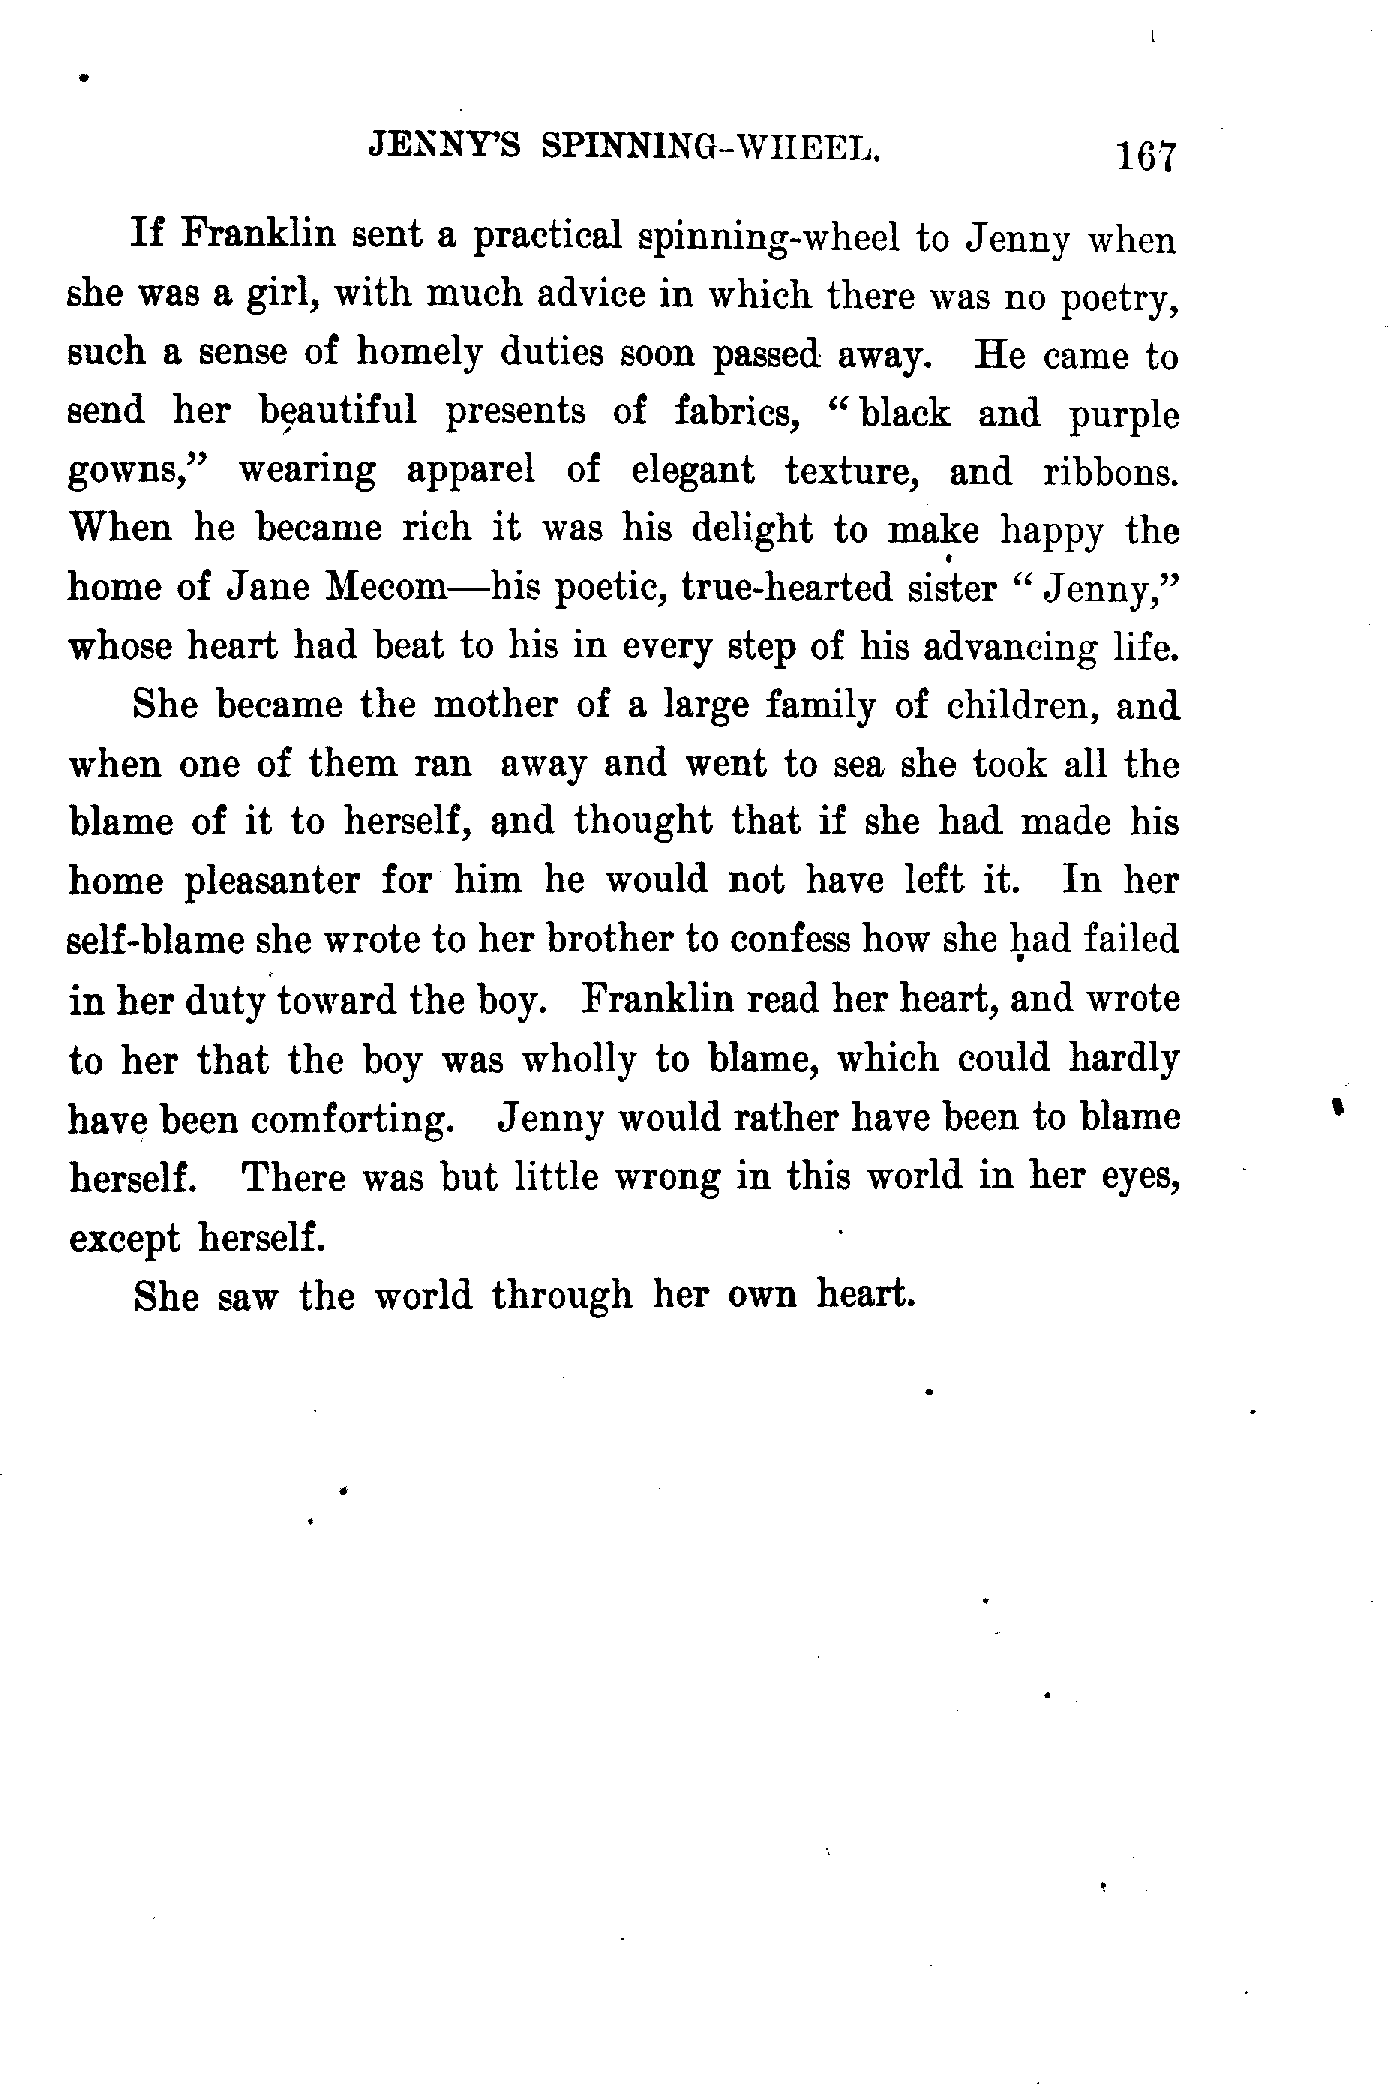 JENNY'S SPINNING-WHEEL. 167
If Franklin sent a practical spinning-wheel to Jenny when
she was a girl, with much advice in which there was no poetry,
such a sense of homely duties soon passed away. He came to
send her beautiful presents of fabrics, “black and purple
gowns,” wearing apparel of elegant texture, and ribbons.
When he became rich it was his delight to make happy the
home of Jane Mecom—his poetic, true-hearted sister “Jenny,”
whose heart had beat to his in every step of his advancing life.
She became the mother of a large family of children, and
when one of them ran away and went to sea she took all the
blame of it to herself, and thought that if she had made his
home pleasanter for him he would not have left it. In her
self-blame she wrote to her brother to confess how she had failed
in her duty toward the boy. Franklin read her heart, and wrote
to her that the boy was wholly to blame, which could hardly
have been comforting. Jenny would rather have been to blame
herself. There was but little wrong in this world in her eyes,
except herself.
She saw the world through her own heart.